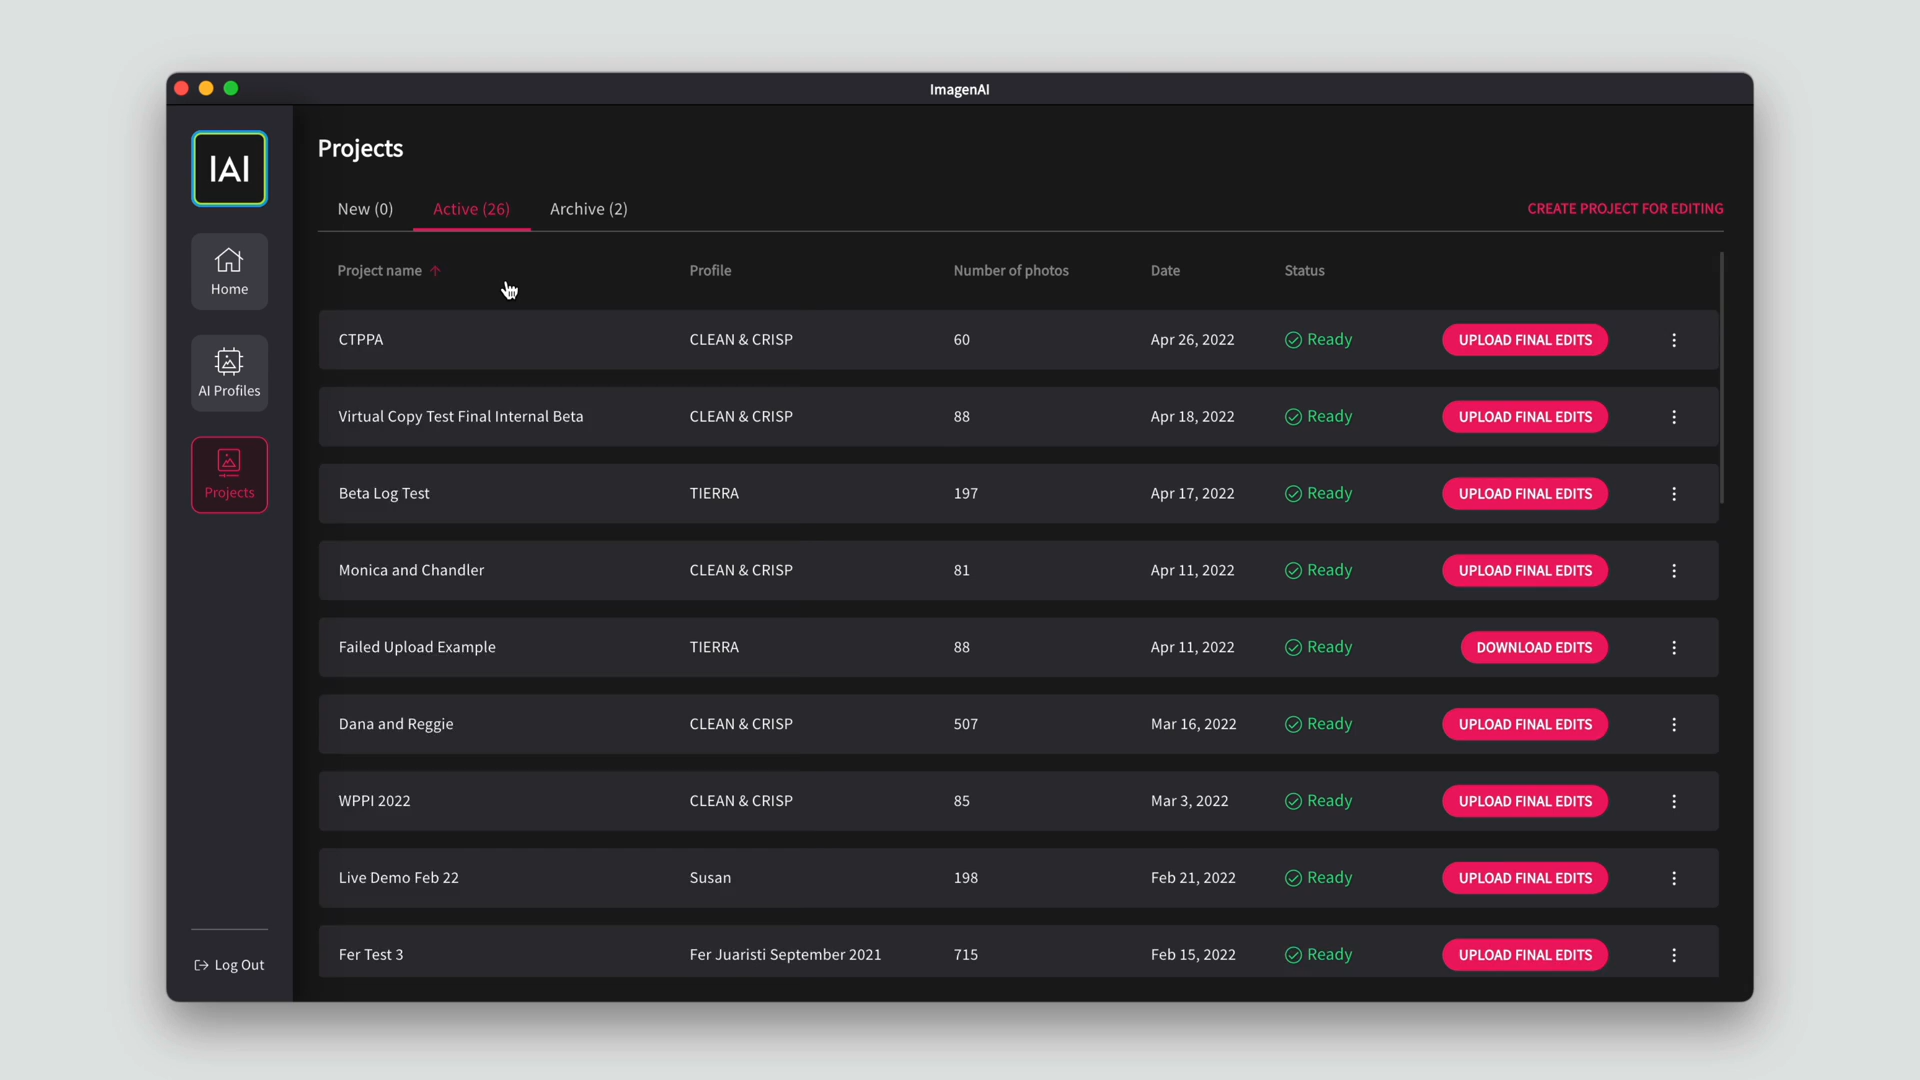 ImagenAI
IAI
Home
AI Profiles
Projects
Log Out
Projects
New (0) Active (26) Archive (2) CREATE PROJECT FOR EDITING
Project name Profile Number of photos Date Status
CTPPA CLEAN & CRISP 60 Apr 26, 2022 Ready UPLOAD FINAL EDITS
Virtual Copy Test Final Internal Beta CLEAN & CRISP 88 Apr 18, 2022 Ready UPLOAD FINAL EDITS
Beta Log Test TIERRA 197 Apr 17, 2022 Ready UPLOAD FINAL EDITS
Monica and Chandler CLEAN & CRISP 81 Apr 11, 2022 Ready UPLOAD FINAL EDITS
Failed Upload Example TIERRA 88 Apr 11, 2022 Ready DOWNLOAD EDITS
Dana and Reggie CLEAN & CRISP 507 Mar 16, 2022 Ready UPLOAD FINAL EDITS
WPPI 2022 CLEAN & CRISP 85 Mar 3, 2022 Ready UPLOAD FINAL EDITS
Live Demo Feb 22 Susan 198 Feb 21, 2022 Ready UPLOAD FINAL EDITS
Fer Test 3 Fer Juaristi September 2021 715 Feb 15, 2022 Ready UPLOAD FINAL EDITS